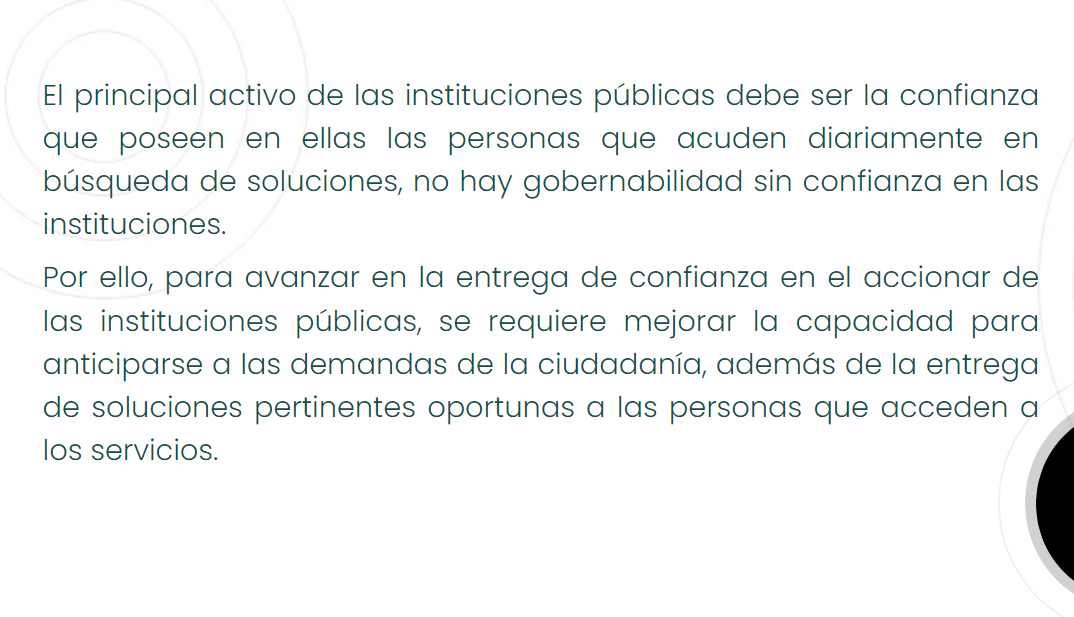 El principal activo de las instituciones públicas debe ser la confianza
que poseen en ellas las personas que acuden diariamente en
búsqueda de soluciones, no hay gobernabilidad sin confianza en las
instituciones.
Por ello, para avanzar en la entrega de confianza en el accionar de
las instituciones públicas, se requiere mejorar la capacidad para
anticiparse a las demandas de la ciudadanía, además de la entrega
de soluciones pertinentes oportunas a las personas que acceden a
los servicios.